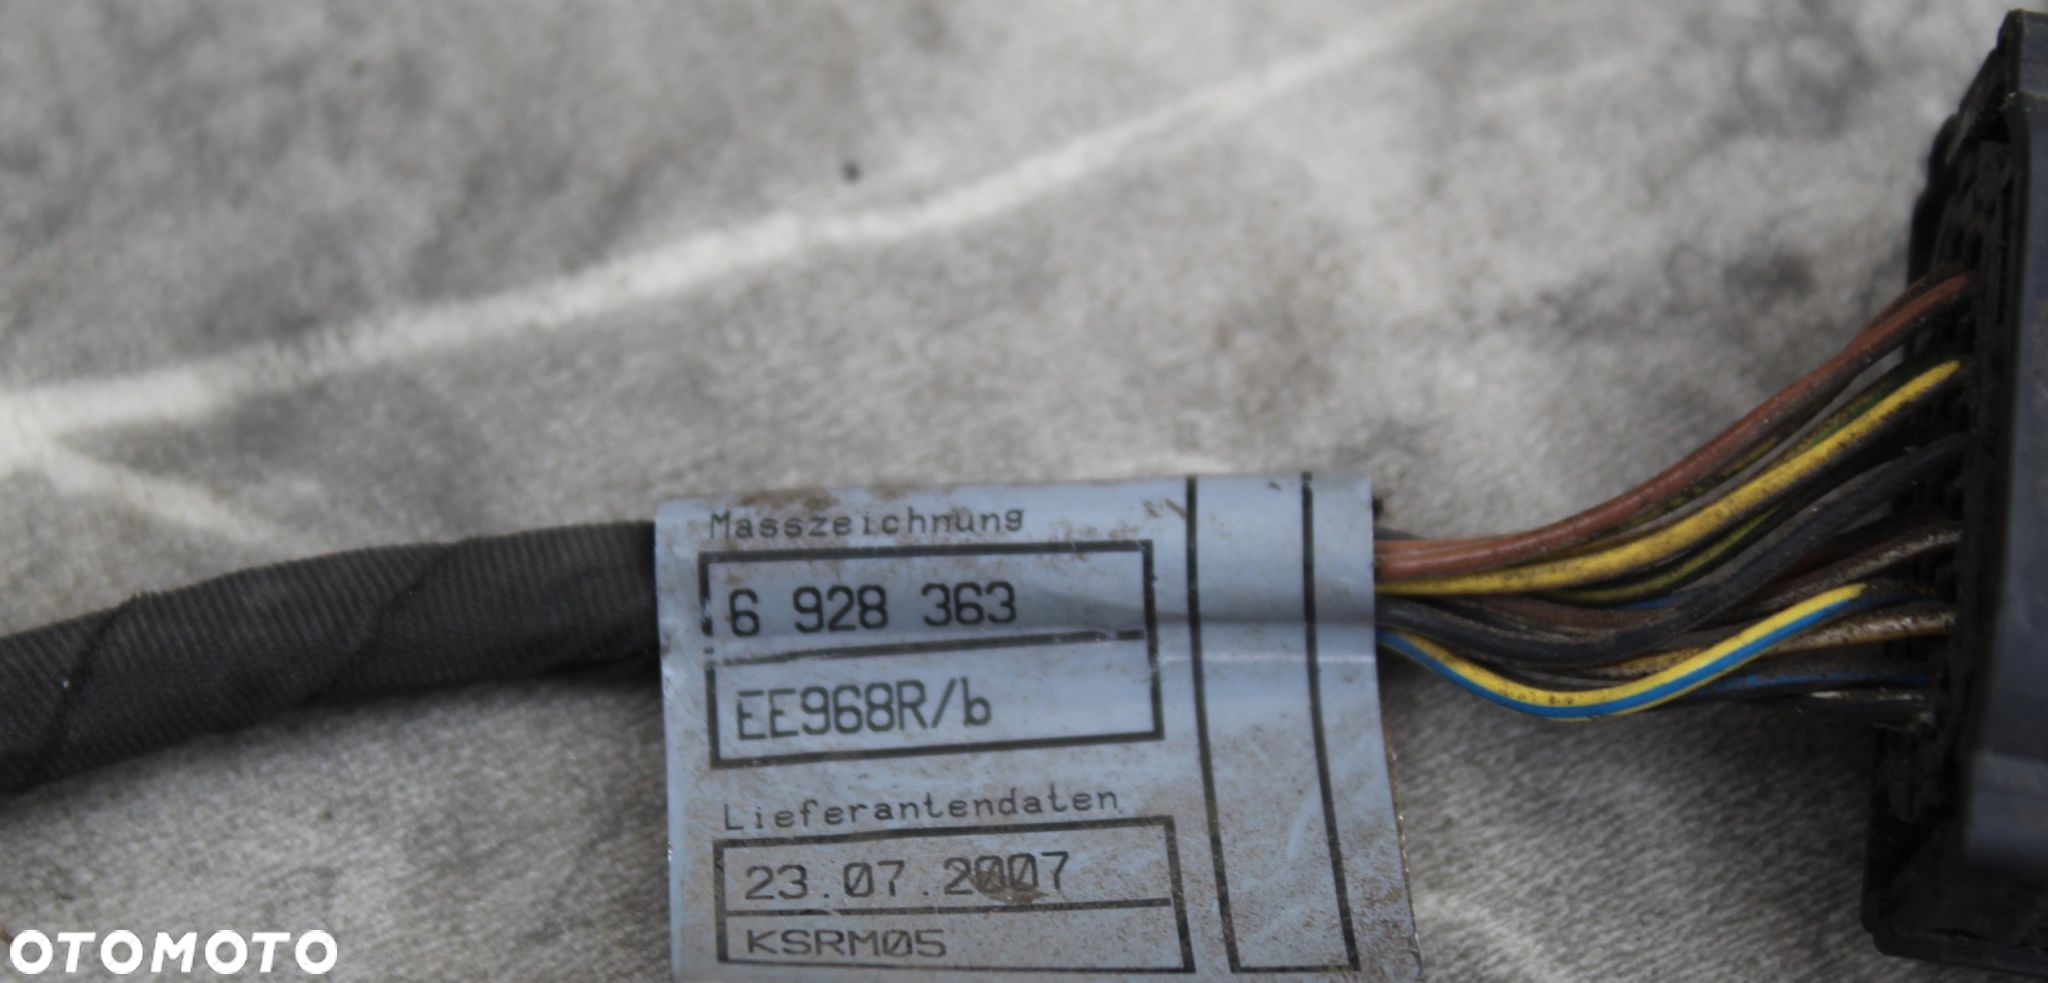 Masszeichnung
6 928 363
EE968R/b
Lieferantendaten
23.07.2007
KSRM05
OTOMOTO